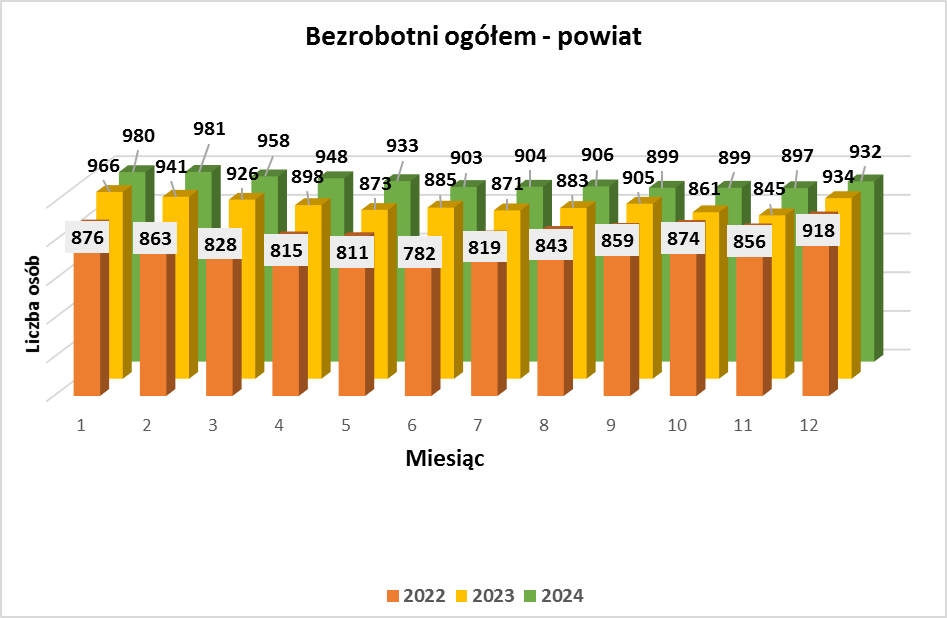 Bezrobotni ogółem - powiat
980 981 958 948 933 903 904 906 899 899 897 932
966 941 926 898 873 885 871 883 905 861 845 934
876 863 828 815 811 782 819 843 859 874 856 918
Liczba osób
1 2 3 4 5 6 7 8 9 10 11 12
Miesiąc
2022 2023 2024